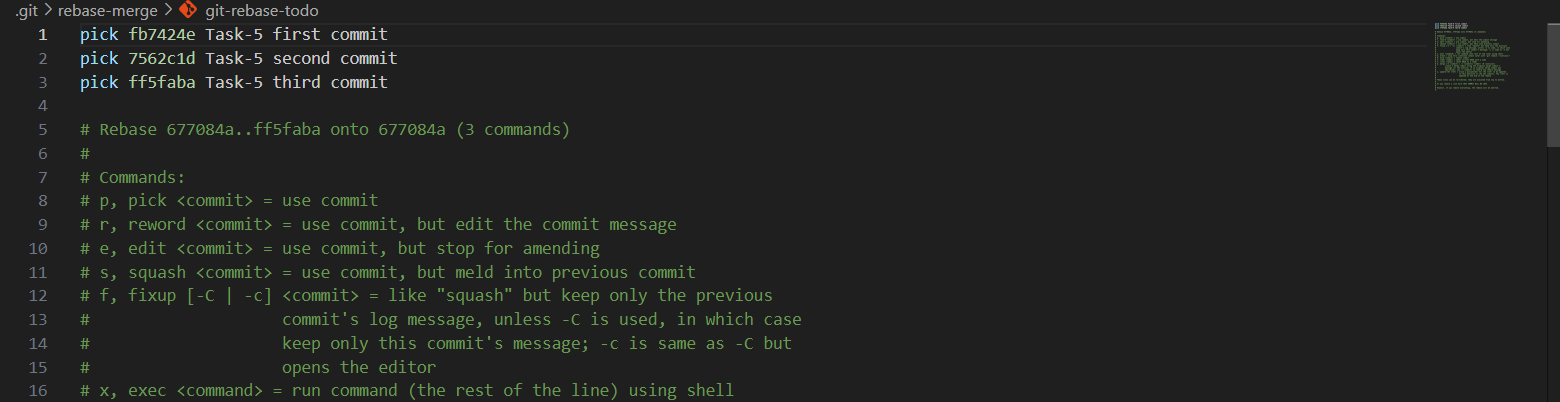 .git > rebase-merge > git-rebase-todo
1 pick fb7424e Task-5 first commit
2 pick 7562c1d Task-5 second commit
3 pick ff5faba Task-5 third commit
4
5 # Rebase 677084a..ff5faba onto 677084a (3 commands)
6 #
7 # Commands:
8 # p, pick <commit> = use commit
9 # r, reword <commit> = use commit, but edit the commit message
10 # e, edit <commit> = use commit, but stop for amending
11 # s, squash <commit> = use commit, but meld into previous commit
12 # f, fixup [-C | -c] <commit> = like "squash" but keep only the previous
13 #                    commit's log message, unless -C is used, in which case
14 #                    keep only this commit's message; -c is same as -C but
15 #                    opens the editor
16 # x, exec <command> = run command (the rest of the line) using shell